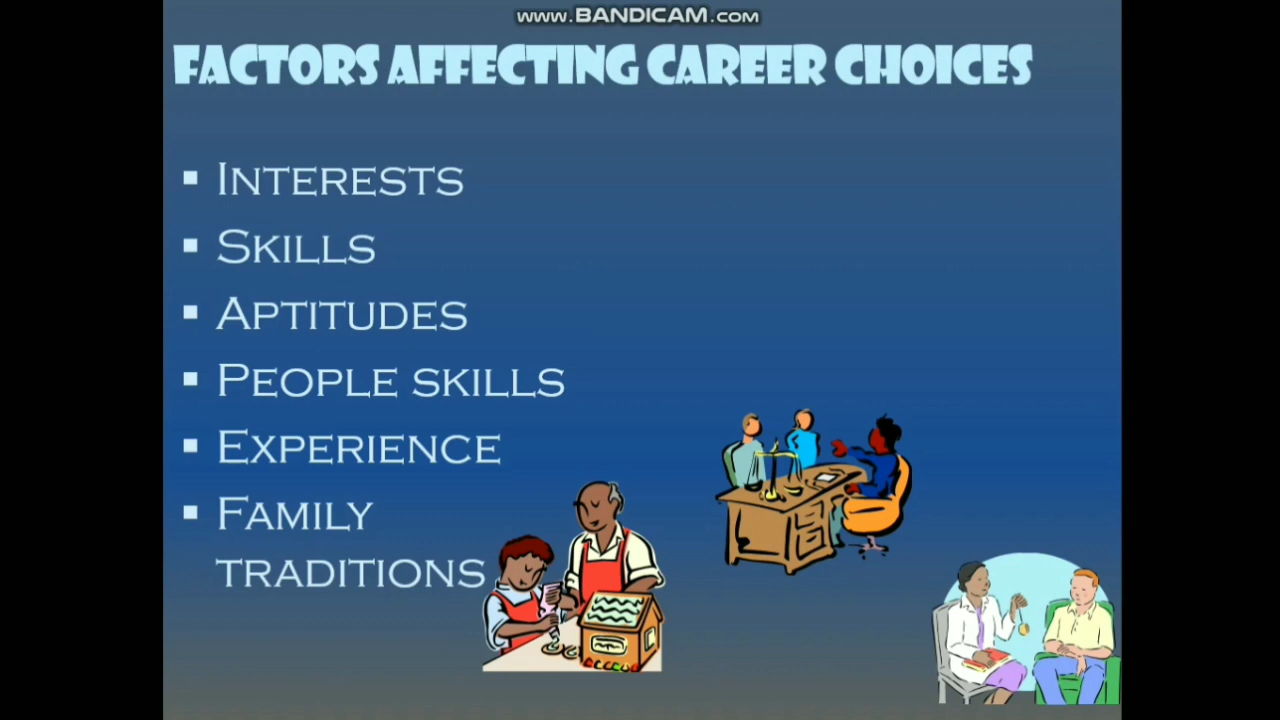 www.BANDICAM.com
FACTORS AFFECTING CAREER CHOICES
▪ INTERESTS
▪ SKILLS
▪ APTITUDES
▪ PEOPLE SKILLS
▪ EXPERIENCE
▪ FAMILY
TRADITIONS